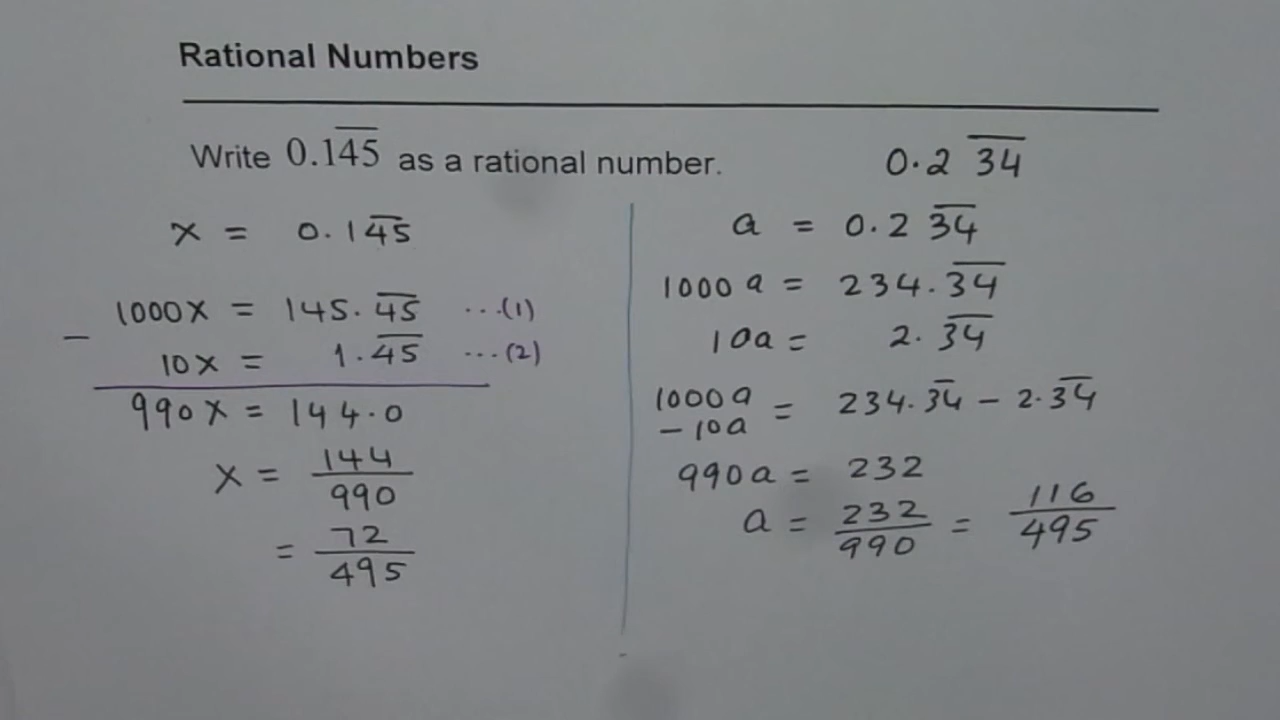 Rational Numbers
Write 0.1̅4̅5̅ as a rational number.
0.2 3̅4̅
x = 0.14̅5̅
1000x = 145.4̅5̅ ...(1)
− 10x = 1.4̅5̅ ...(2)
990x = 144.0
x = 144/990
= 72/495
a = 0.2 3̅4̅
1000a = 234.3̅4̅
10a = 2.3̅4̅
1000a − 10a = 234.3̅4̅ − 2.3̅4̅
990a = 232
a = 232/990 = 116/495